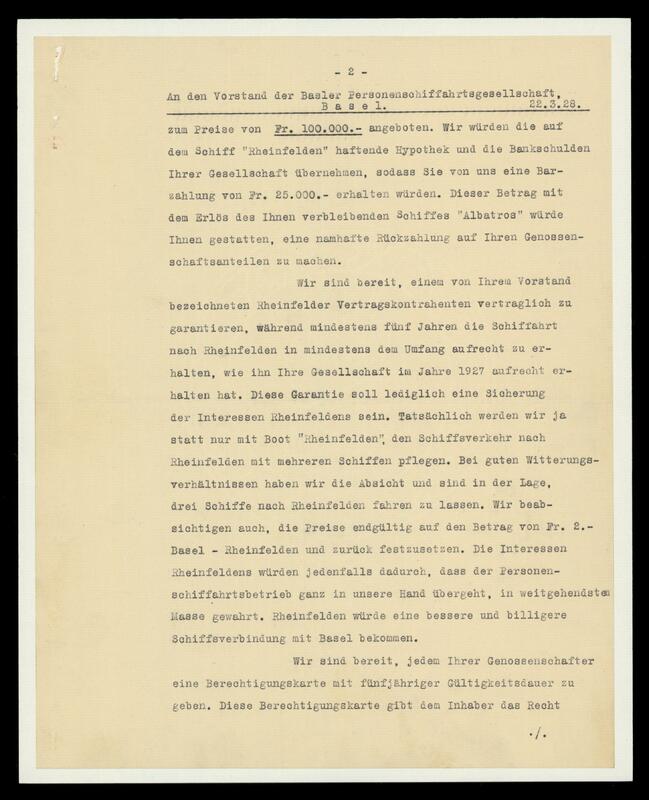 - 2 -
An den Vorstand der Basler Personenschiffahrtsgesellschaft,
B a s e l. 22.3.28.
zum Preise von Fr. 100.000.- angeboten. Wir würden die auf
dem Schiff "Rheinfelden" haftende Hypothek und die Bankschulden
Ihrer Gesellschaft übernehmen, sodass Sie von uns eine Bar-
zahlung von Fr. 25.000.- erhalten würden. Dieser Betrag mit
dem Erlös des Ihnen verbleibenden Schiffes "Albatros" würde
Ihnen gestatten, eine namhafte Rückzahlung auf Ihren Genossen-
schaftsanteilen zu machen.
Wir sind bereit, einem von Ihrem Vorstand
bezeichneten Rheinfelder Vertragskontrahenten vertraglich zu
garantieren, während mindestens fünf Jahren die Schiffahrt
nach Rheinfelden in mindestens dem Umfang aufrecht zu er-
halten, wie ihn Ihre Gesellschaft im Jahre 1927 aufrecht er-
halten hat. Diese Garantie soll lediglich eine Sicherung
der Interessen Rheinfeldens sein. Tatsächlich werden wir ja
statt nur mit Boot "Rheinfelden", den Schiffsverkehr nach
Rheinfelden mit mehreren Schiffen pflegen. Bei guten Witterungs-
verhältnissen haben wir die Absicht und sind in der Lage,
drei Schiffe nach Rheinfelden fahren zu lassen. Wir beab-
sichtigen auch, die Preise endgültig auf den Betrag von Fr. 2.-
Basel - Rheinfelden und zurück festzusetzen. Die Interessen
Rheinfeldens würden jedenfalls dadurch, dass der Personen-
schiffahrtsbetrieb ganz in unsere Hand übergeht, in weitgehendsten
Masse gewahrt. Rheinfelden würde eine bessere und billigere
Schiffsverbindung mit Basel bekommen.
Wir sind bereit, jedem Ihrer Genossenschafter
eine Berechtigungskarte mit fünfjähriger Gültigkeitsdauer zu
geben. Diese Berechtigungskarte gibt dem Inhaber das Recht
./.